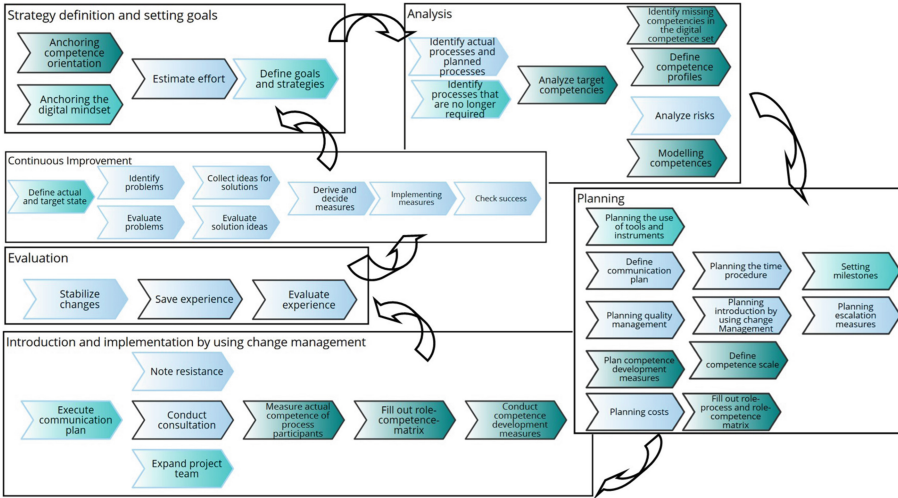 Strategy definition and setting goals
Anchoring
competence
orientation
Anchoring the
digital mindset
Estimate effort
Define goals
and strategies
Analysis
Identify actual
processes and
planned
processes
Identify
processes that
are no longer
required
Analyze target
competencies
Identify missing
competencies in
the digital
competence set
Define
competence
profiles
Analyze risks
Modelling
competences
Continuous Improvement
Define actual
and target state
Identify
problems
Evaluate
problems
Collect ideas for
solutions
Evaluate
solution ideas
Derive and
decide
measures
Implementing
measures
Check success
Planning
Planning the use
of tools and
instruments
Define
communication
plan
Planning the time
procedure
Setting
milestones
Planning quality
management
Planning
introduction by
using change
Management
Planning
escalation
measures
Plan competence
development
measures
Define
competence scale
Planning costs
Fill out role-
process and role-
competence
matrix
Evaluation
Stabilize
changes
Save experience
Evaluate
experience
Introduction and implementation by using change management
Execute
communication
plan
Note resistance
Conduct
consultation
Expand project
team
Measure actual
competence of
process
participants
Fill out role-
competence-
matrix
Conduct
competence
development
measures